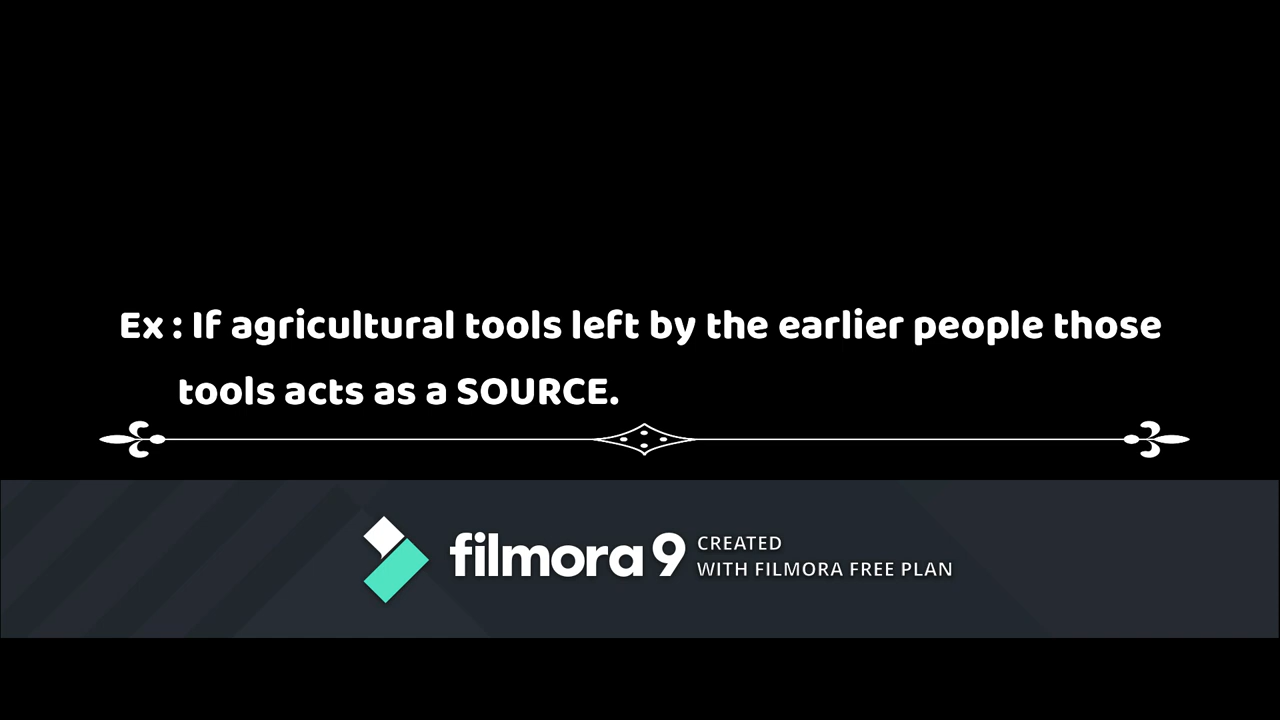 Ex : If agricultural tools left by the earlier people those
tools acts as a SOURCE.
filmora 9
CREATED
WITH FILMORA FREE PLAN